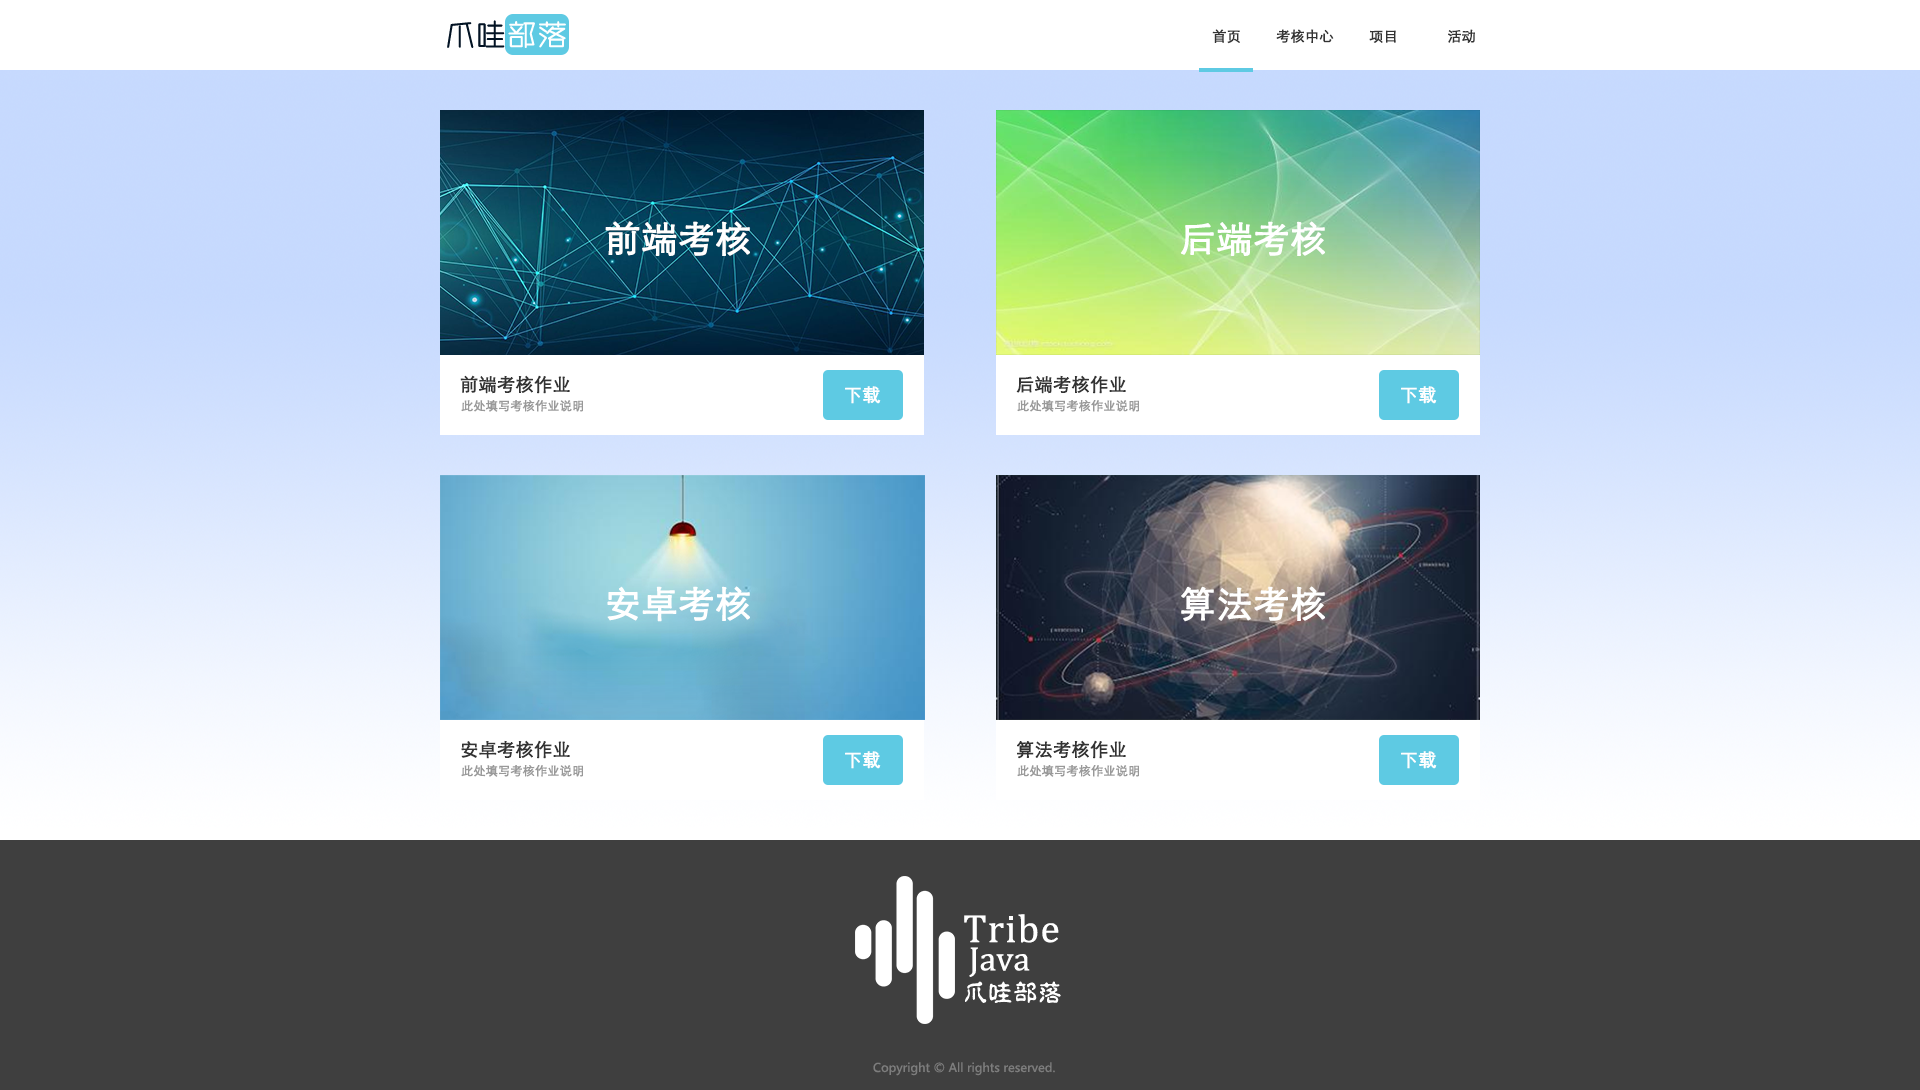 爪哇部落
首页 考核中心 项目 活动
前端考核
后端考核
前端考核作业
此处填写考核作业说明
下载
后端考核作业
此处填写考核作业说明
下载
安卓考核
算法考核
安卓考核作业
此处填写考核作业说明
下载
算法考核作业
此处填写考核作业说明
下载
Tribe
Java
爪哇部落
Copyright © All rights reserved.